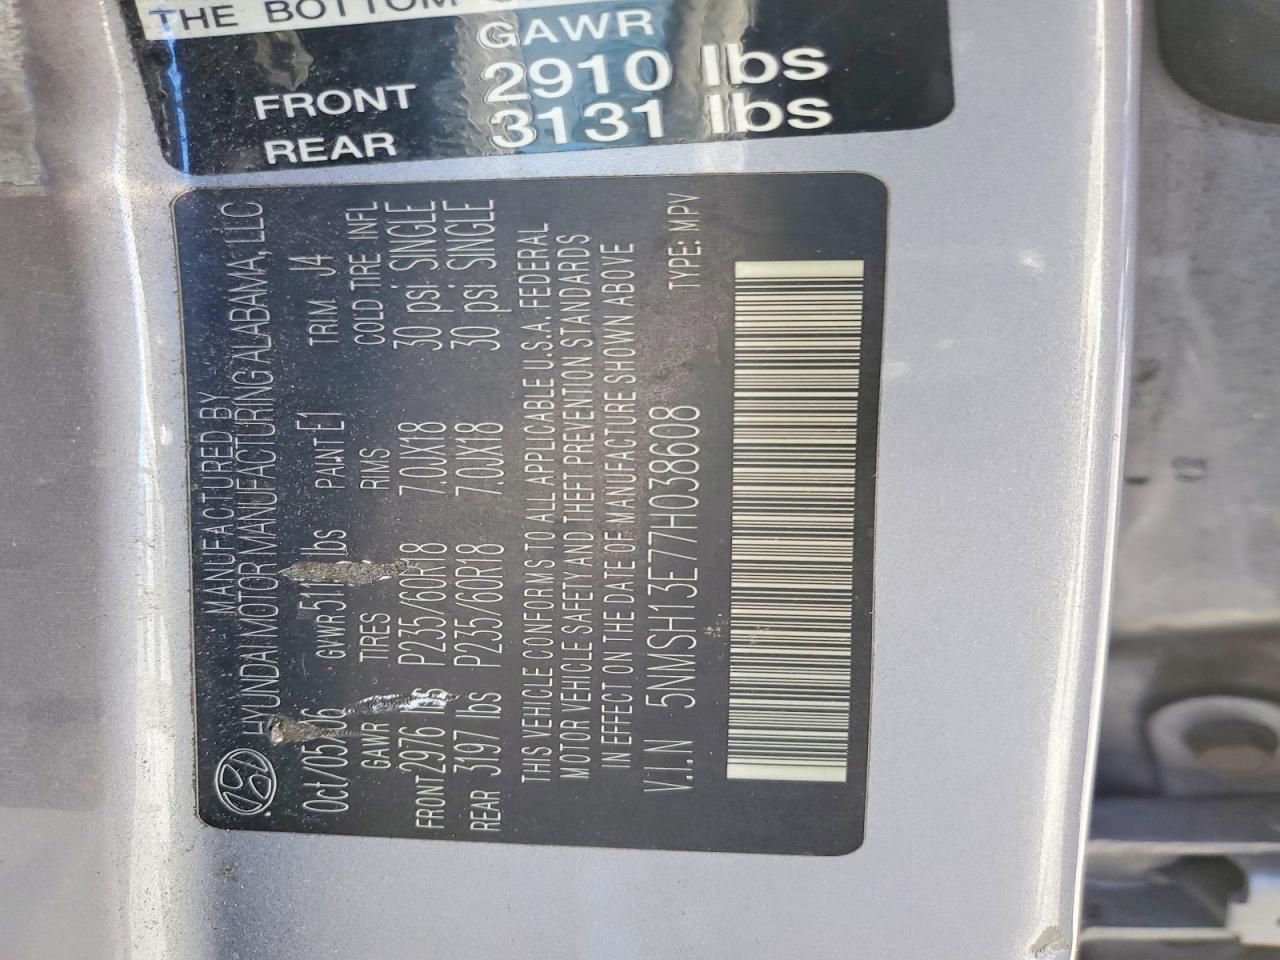 THE BOTTOM
GAWR
FRONT 2910 lbs
REAR 3131 lbs
MANUFACTURED BY
HYUNDAI MOTOR MANUFACTURING ALABAMA, LLC
Oct/05/06 GVWR 511 lbs PAINT E1 TRIM J4
GAWR TIRES RIMS COLD TIRE INFL
FRONT 2976 lbs P235/60R18 7.0JX18 30 psi SINGLE
REAR 3197 lbs P235/60R18 7.0JX18 30 psi SINGLE
THIS VEHICLE CONFORMS TO ALL APPLICABLE U.S.A. FEDERAL
MOTOR VEHICLE SAFETY AND THEFT PREVENTION STANDARDS
IN EFFECT ON THE DATE OF MANUFACTURE SHOWN ABOVE
V.I.N 5NMSH13E77H038608 TYPE: MPV